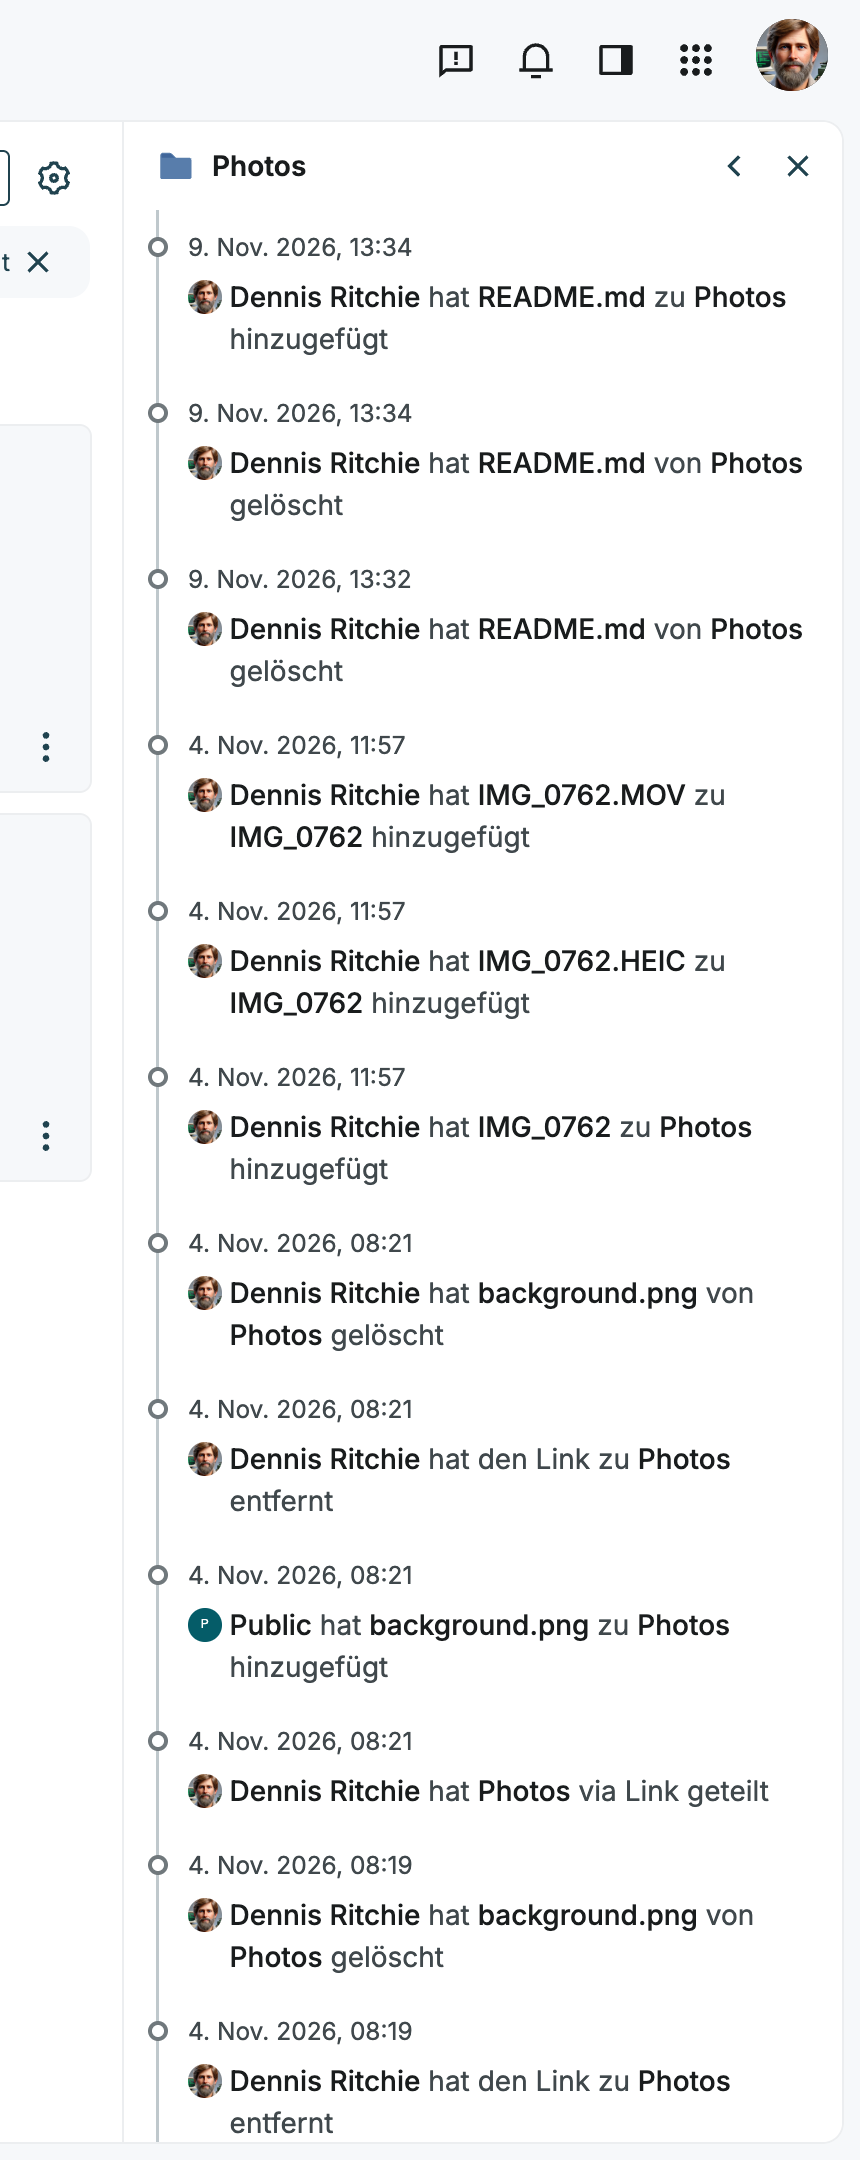 Photos
t
9. Nov. 2026, 13:34
Dennis Ritchie hat README.md zu Photos
hinzugefügt
9. Nov. 2026, 13:34
Dennis Ritchie hat README.md von Photos
gelöscht
9. Nov. 2026, 13:32
Dennis Ritchie hat README.md von Photos
gelöscht
4. Nov. 2026, 11:57
Dennis Ritchie hat IMG_0762.MOV zu
IMG_0762 hinzugefügt
4. Nov. 2026, 11:57
Dennis Ritchie hat IMG_0762.HEIC zu
IMG_0762 hinzugefügt
4. Nov. 2026, 11:57
Dennis Ritchie hat IMG_0762 zu Photos
hinzugefügt
4. Nov. 2026, 08:21
Dennis Ritchie hat background.png von
Photos gelöscht
4. Nov. 2026, 08:21
Dennis Ritchie hat den Link zu Photos
entfernt
4. Nov. 2026, 08:21
P Public hat background.png zu Photos
hinzugefügt
4. Nov. 2026, 08:21
Dennis Ritchie hat Photos via Link geteilt
4. Nov. 2026, 08:19
Dennis Ritchie hat background.png von
Photos gelöscht
4. Nov. 2026, 08:19
Dennis Ritchie hat den Link zu Photos
entfernt